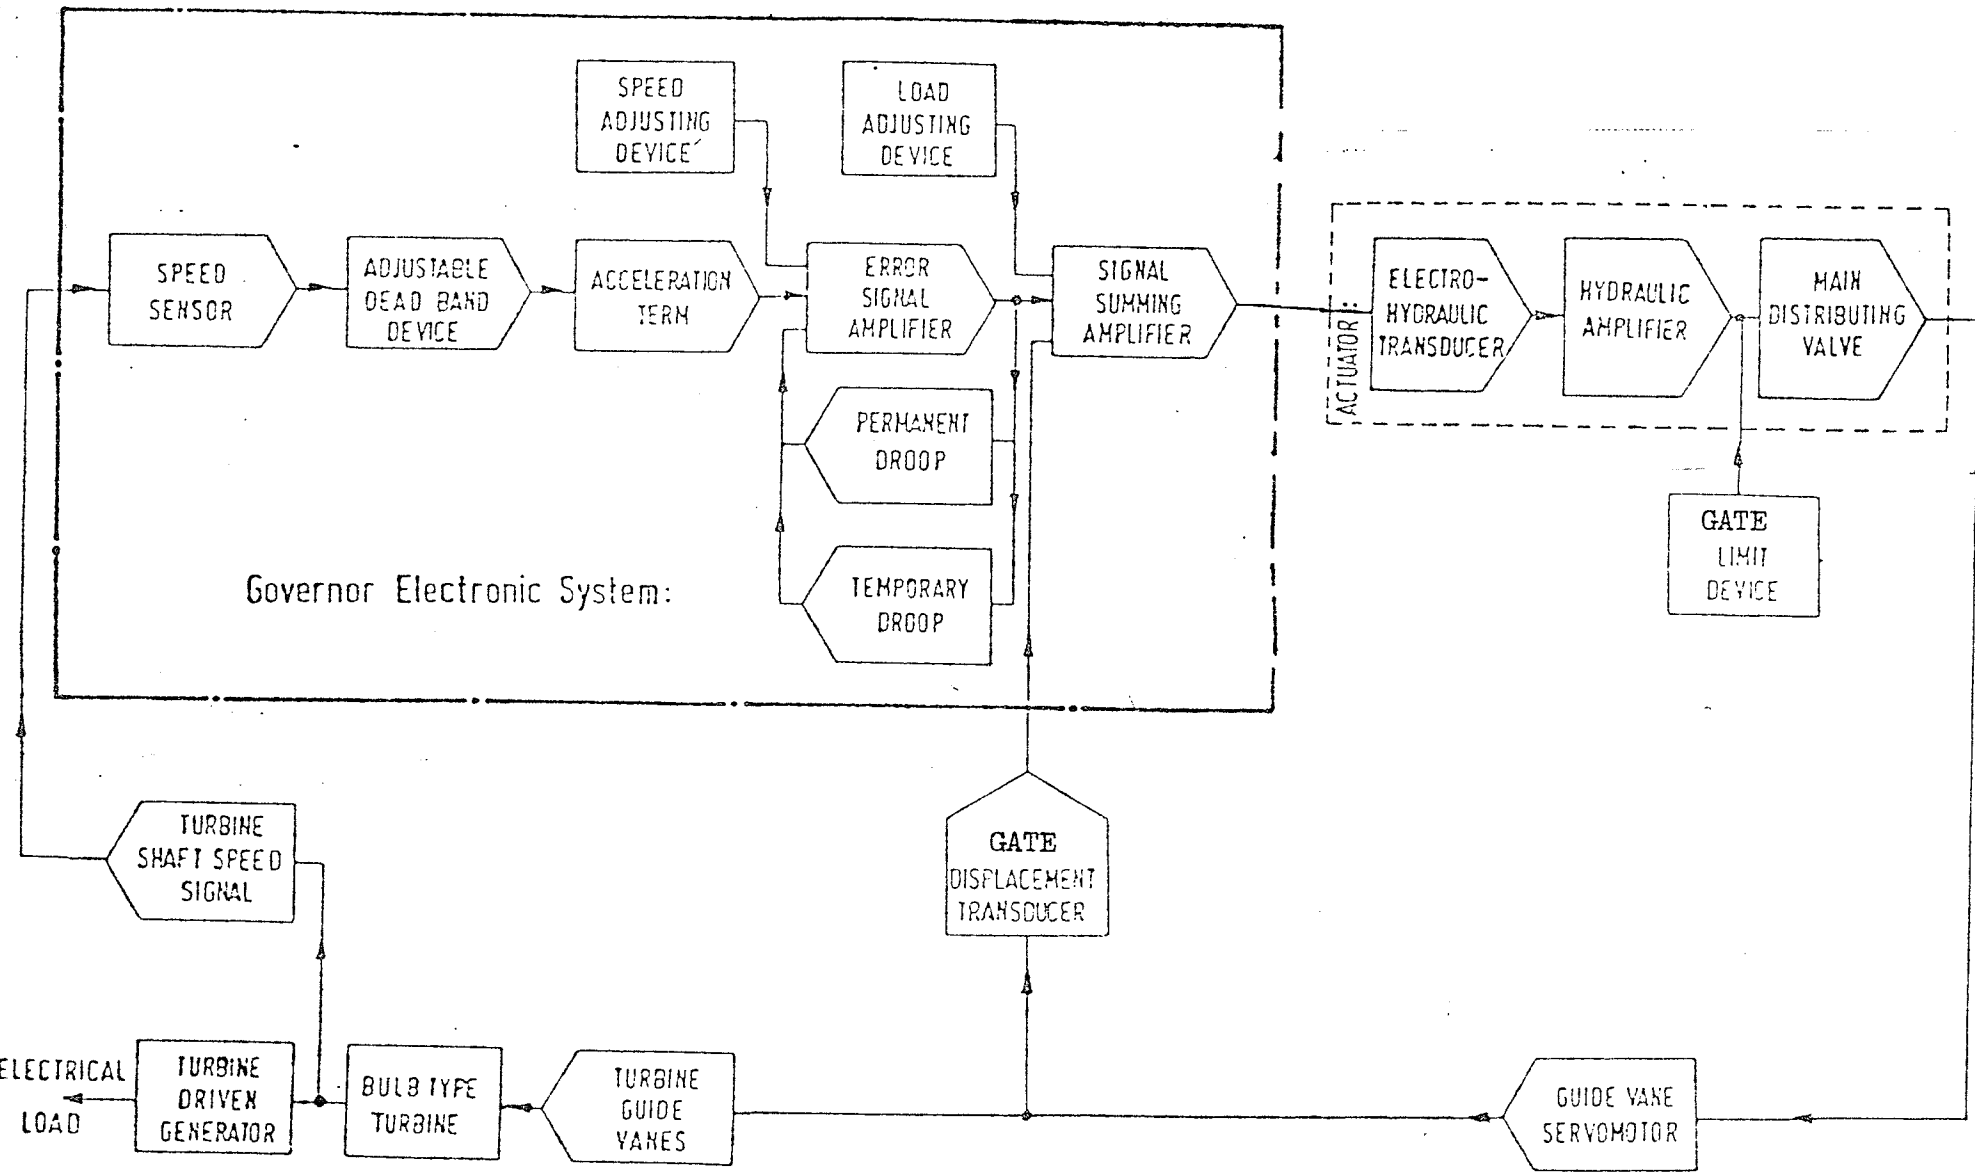 SPEED
ADJUSTING
DEVICE
LOAD
ADJUSTING
DEVICE
SPEED
SENSOR
ADJUSTABLE
DEAD BAND
DEVICE
ACCELERATION
TERM
ERROR
SIGNAL
AMPLIFIER
SIGNAL
SUMMING
AMPLIFIER
ACTUATOR:
ELECTRO-
HYDRAULIC
TRANSDUCER
HYDRAULIC
AMPLIFIER
MAIN
DISTRIBUTING
VALVE
PERMANENT
DROOP
TEMPORARY
DROOP
GATE
LIMIT
DEVICE
Governor Electronic System:
TURBINE
SHAFT SPEED
SIGNAL
GATE
DISPLACEMENT
TRANSDUCER
ELECTRICAL
LOAD
TURBINE
DRIVEN
GENERATOR
BULB TYPE
TURBINE
TURBINE
GUIDE
VANES
GUIDE VANE
SERVOMOTOR